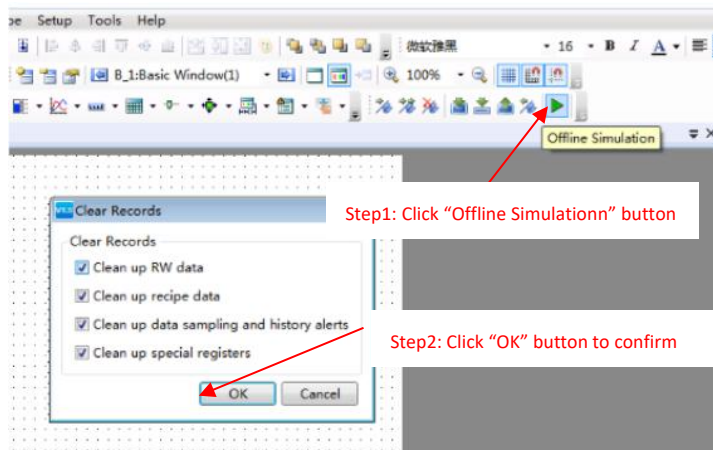 pe Setup Tools Help
微软雅黑 16 B I A
B_1:Basic Window(1) 100%
Offline Simulation
Clear Records
Step1: Click “Offline Simulationn” button
Clear Records
Clean up RW data
Clean up recipe data
Clean up data sampling and history alerts
Step2: Click “OK” button to confirm
Clean up special registers
OK Cancel